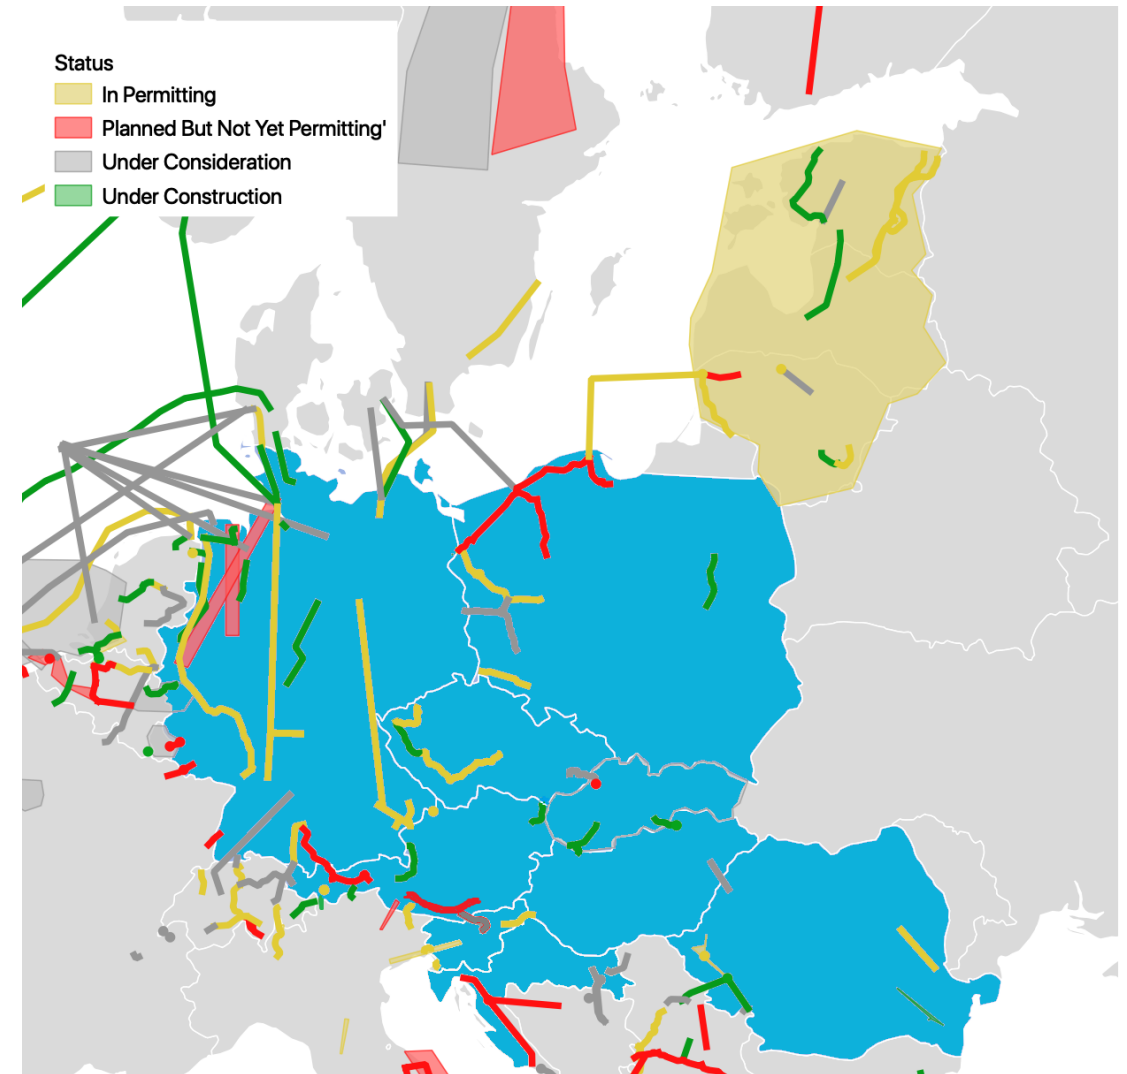 Status
In Permitting
Planned But Not Yet Permitting'
Under Consideration
Under Construction